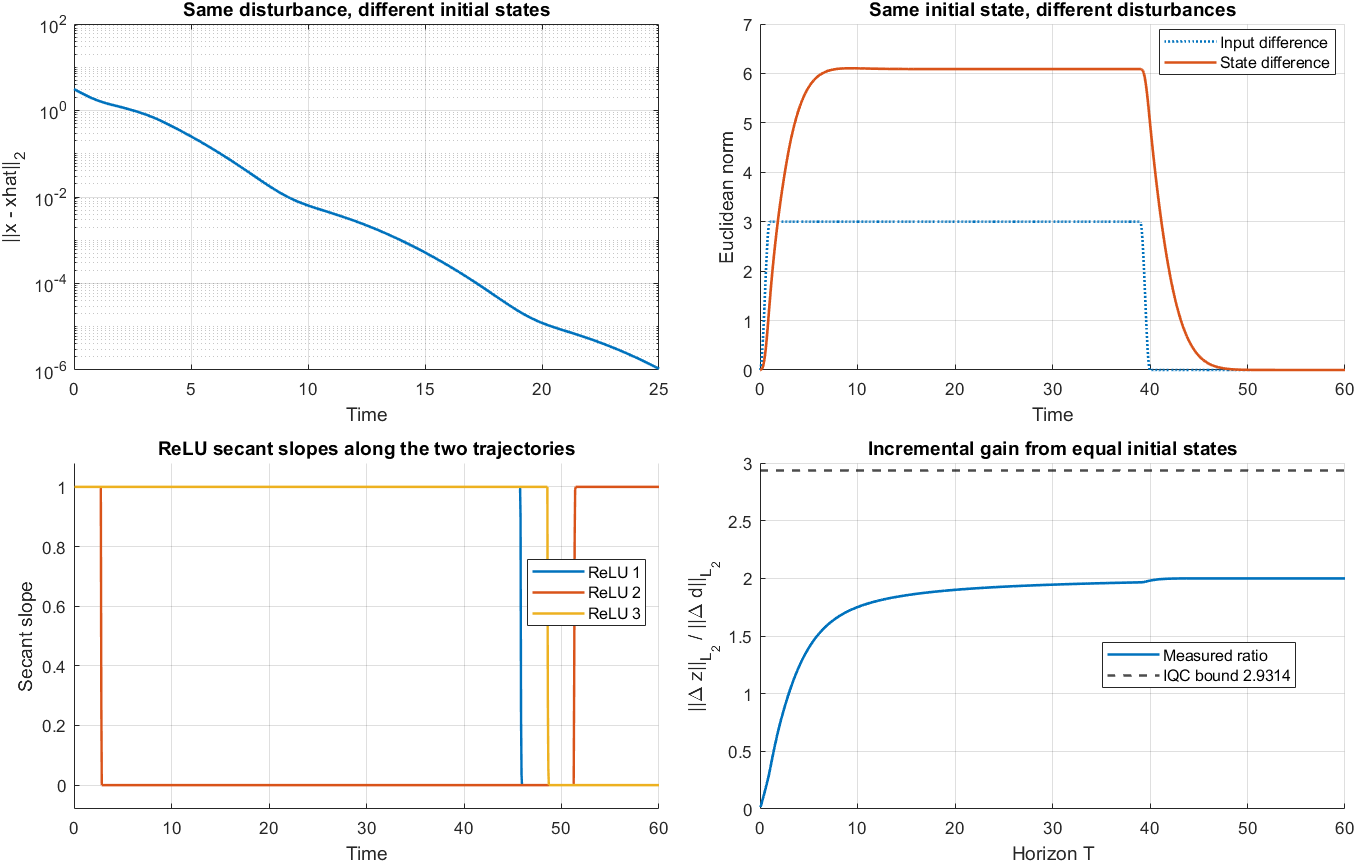 Same disturbance, different initial states
10^2
10^0
10^-2
10^-4
10^-6
||x - xhat||_2
0 5 10 15 20 25
Time
Same initial state, different disturbances
7
6
5
4
3
2
1
0
Euclidean norm
Input difference
State difference
0 10 20 30 40 50 60
Time
ReLU secant slopes along the two trajectories
1
0.8
0.6
0.4
0.2
0
Secant slope
ReLU 1
ReLU 2
ReLU 3
0 10 20 30 40 50 60
Time
Incremental gain from equal initial states
3
2.5
2
1.5
1
0.5
0
||Δ z||_L_2 / ||Δ d||_L_2
Measured ratio
IQC bound 2.9314
0 10 20 30 40 50 60
Horizon T